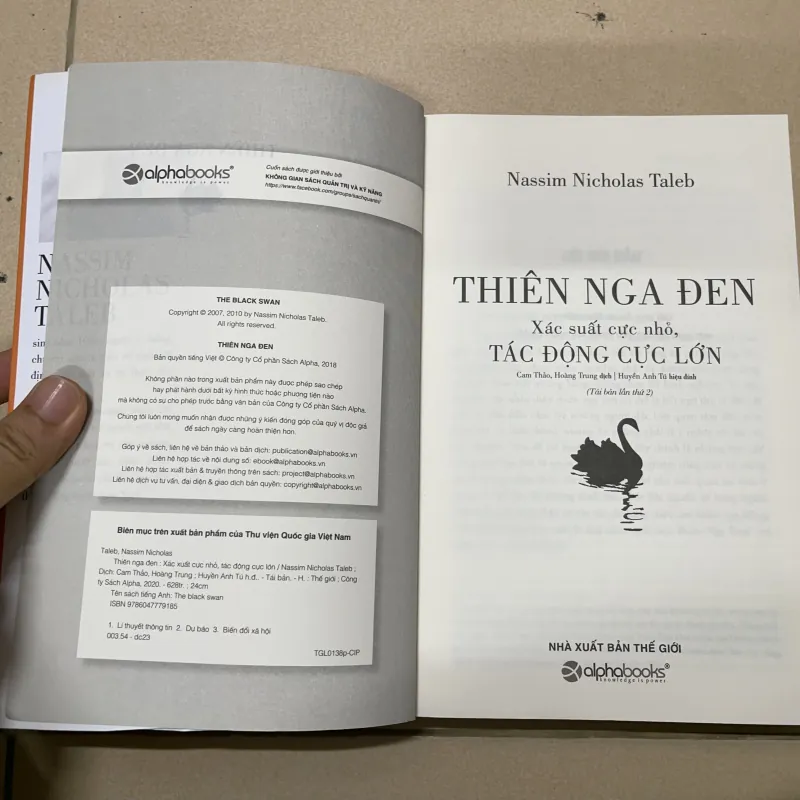 alphabooks®
knowledge is power
Cuốn sách được giới thiệu bởi
KHÔNG GIAN SÁCH QUẢN TRỊ VÀ KỸ NĂNG
https://www.facebook.com/groups/sachquantri/
NASSIM
NICHOLAS
TALEB
THE BLACK SWAN
Copyright © 2007, 2010 by Nassim Nicholas Taleb.
All rights reserved.
THIÊN NGA ĐEN
Bản quyền tiếng Việt © Công ty Cổ phần Sách Alpha, 2018
Không phần nào trong xuất bản phẩm này được phép sao chép
hay phát hành dưới bất kỳ hình thức hoặc phương tiện nào
mà không có sự cho phép trước bằng văn bản của Công ty Cổ phần Sách Alpha.
Chúng tôi luôn mong muốn nhận được những ý kiến đóng góp của quý vị độc giả
để sách ngày càng hoàn thiện hơn.
Góp ý về sách, liên hệ về bản thảo và bản dịch: publication@alphabooks.vn
Liên hệ hợp tác về nội dung số: ebook@alphabooks.vn
Liên hệ hợp tác xuất bản & truyền thông trên sách: project@alphabooks.vn
Liên hệ dịch vụ tư vấn, đại diện & giao dịch bản quyền: copyright@alphabooks.vn
Biên mục trên xuất bản phẩm của Thư viện Quốc gia Việt Nam
Taleb, Nassim Nicholas
Thiên nga đen : Xác xuất cực nhỏ, tác động cực lớn / Nassim Nicholas Taleb ;
Dịch: Cam Thảo, Hoàng Trung ; Huyền Anh Tú h.đ.. - Tái bản. - H. : Thế giới ; Công
ty Sách Alpha, 2020. - 628tr. ; 24cm
Tên sách tiếng Anh: The black swan
ISBN 9786047779185
1. Lí thuyết thông tin 2. Dự báo 3. Biến đổi xã hội
003.54 - dc23
TGL0136p-CIP
Nassim Nicholas Taleb
THIÊN NGA ĐEN
Xác suất cực nhỏ,
TÁC ĐỘNG CỰC LỚN
Cam Thảo, Hoàng Trung dịch | Huyền Anh Tú hiệu đính
(Tái bản lần thứ 2)
NHÀ XUẤT BẢN THẾ GIỚI
alphabooks®
knowledge is power